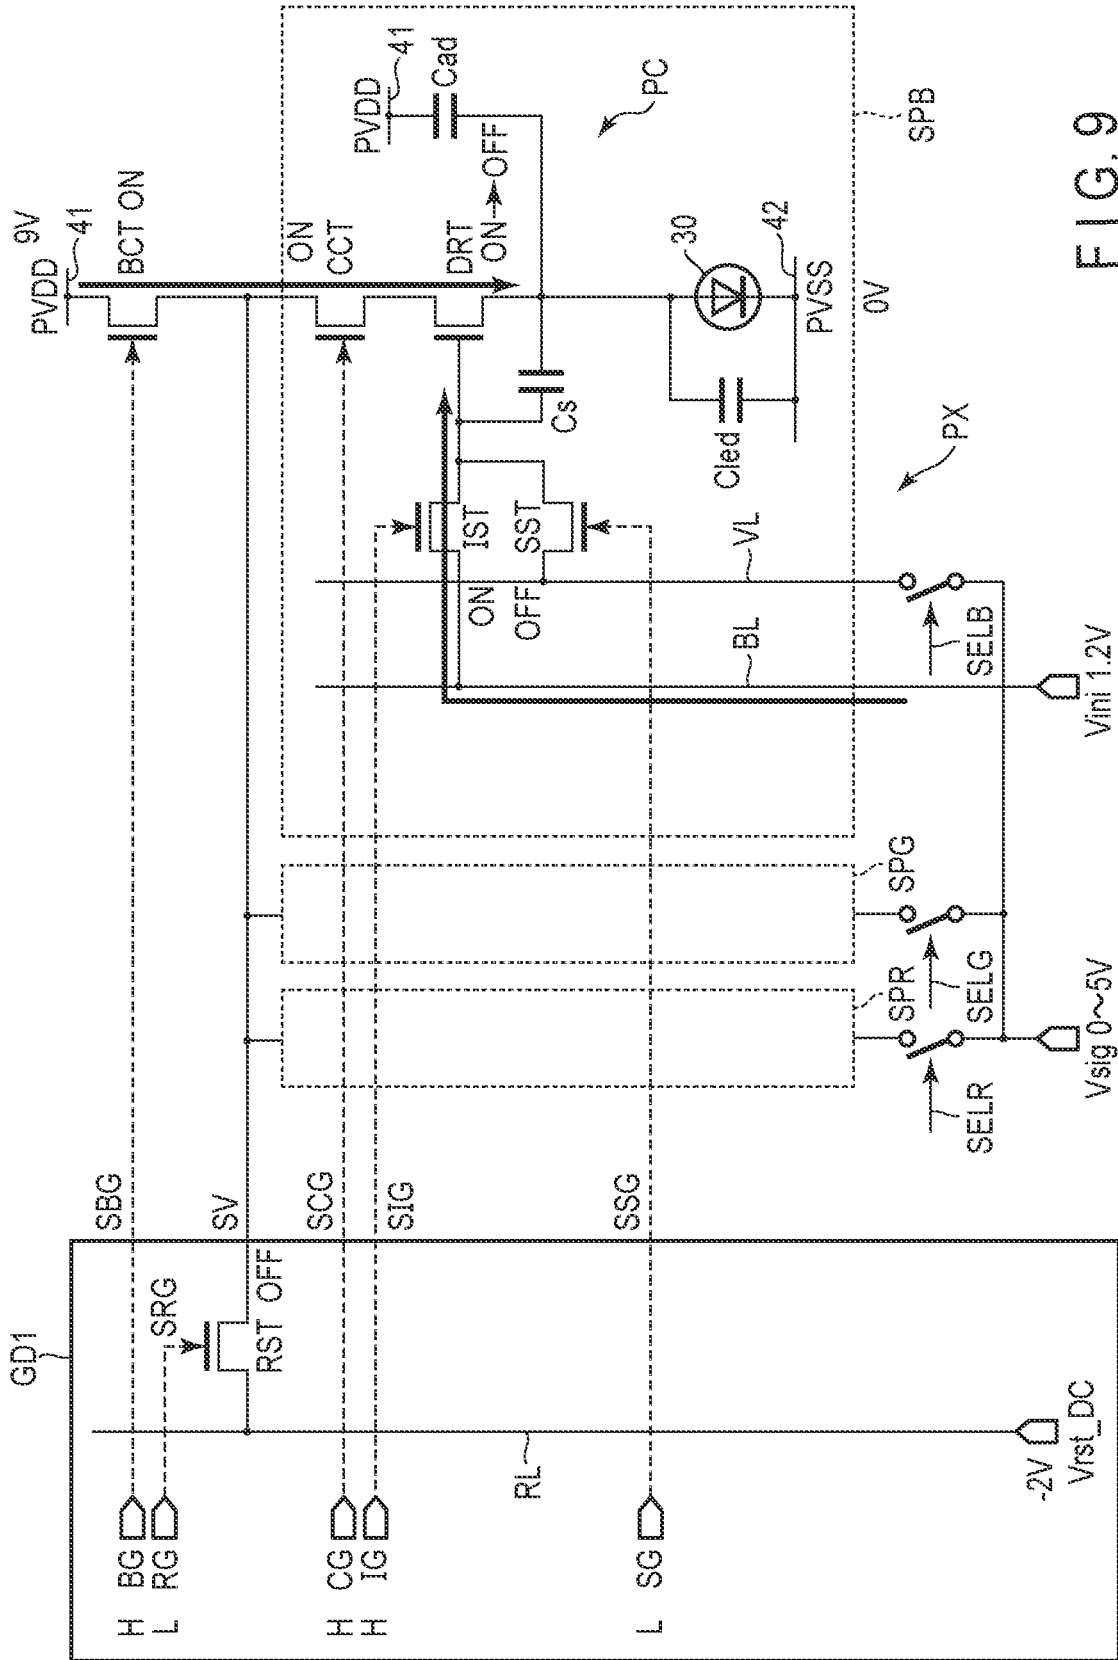 GD1
H BG
L RG
SRG
RST OFF
H CG
H IG
L SG
RL
-2V
Vrst_DC
SBG
SV
SCG
SIG
SSG
PVDD 9V
41
BCT ON
ON
CCT
DRT
ON→OFF
PVDD
41
Cad
PC
SPB
Cs
IST
ON
SST
OFF
30
42
Cled
PVSS
0V
PX
VL
BL
SELB
Vini 1.2V
SPG
SELG
SPR
SELR
Vsig 0~5V
FIG. 9